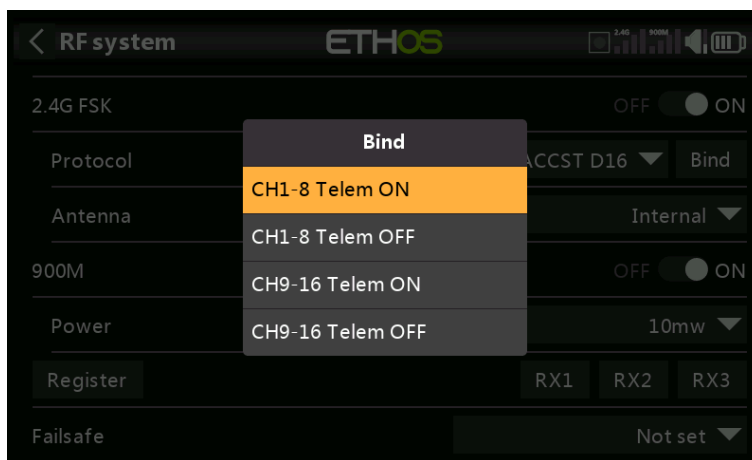 RF system
ETHOS
2.4G
900M
2.4G FSK
OFF
ON
Bind
Protocol
ACCST D16
Bind
CH1-8 Telem ON
Antenna
Internal
CH1-8 Telem OFF
900M
OFF
ON
CH9-16 Telem ON
Power
10mw
CH9-16 Telem OFF
Register
RX1
RX2
RX3
Failsafe
Not set